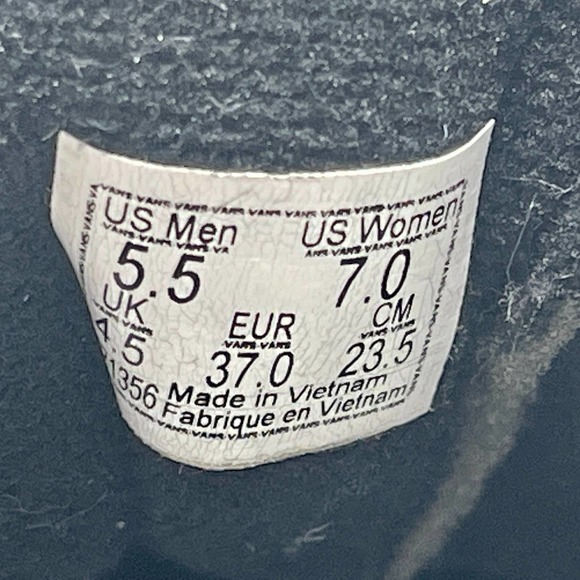 US Men US Women
5.5 7.0
UK EUR CM
4.5 37.0 23.5
1356 Made in Vietnam
Fabrique en Vietnam